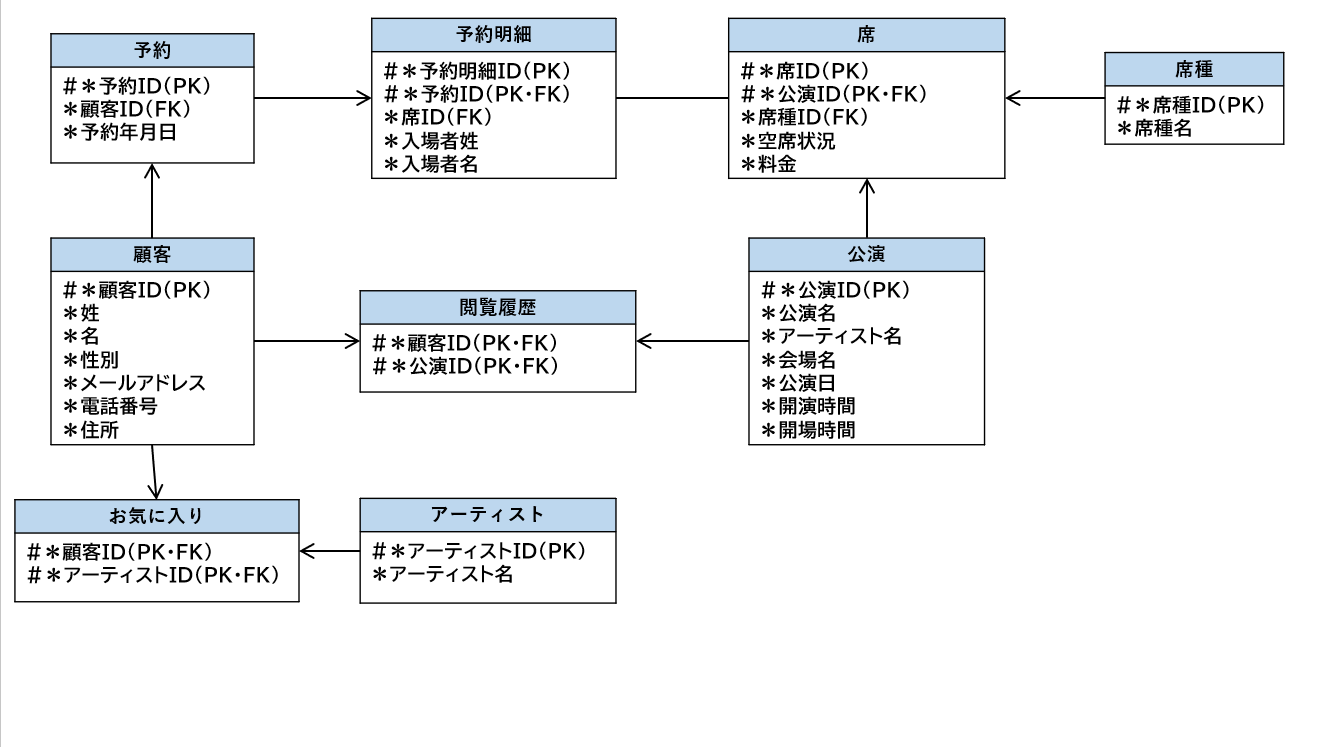 予約
#*予約ID(PK)
*顧客ID(FK)
*予約年月日
予約明細
#*予約明細ID(PK)
#*予約ID(PK・FK)
*席ID(FK)
*入場者姓
*入場者名
席
#*席ID(PK)
#*公演ID(PK・FK)
*席種ID(FK)
*空席状況
*料金
席種
#*席種ID(PK)
*席種名
顧客
#*顧客ID(PK)
*姓
*名
*性別
*メールアドレス
*電話番号
*住所
閲覧履歴
#*顧客ID(PK・FK)
#*公演ID(PK・FK)
公演
#*公演ID(PK)
*公演名
*アーティスト名
*会場名
*公演日
*開演時間
*開場時間
お気に入り
#*顧客ID(PK・FK)
#*アーティストID(PK・FK)
アーティスト
#*アーティストID(PK)
*アーティスト名